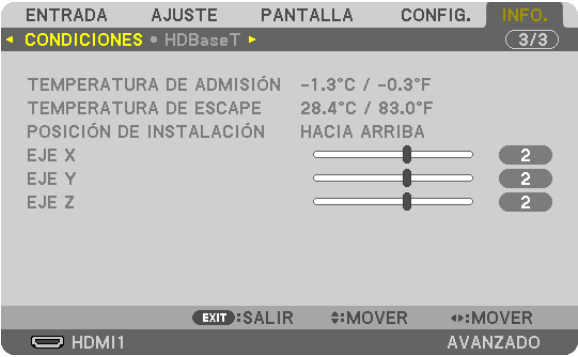 ENTRADA AJUSTE PANTALLA CONFIG. INFO.
CONDICIONES • HDBaseT 3/3
TEMPERATURA DE ADMISIÓN -1.3°C / -0.3°F
TEMPERATURA DE ESCAPE 28.4°C / 83.0°F
POSICIÓN DE INSTALACIÓN HACIA ARRIBA
EJE X 2
EJE Y 2
EJE Z 2
EXIT :SALIR :MOVER :MOVER
HDMI1 AVANZADO